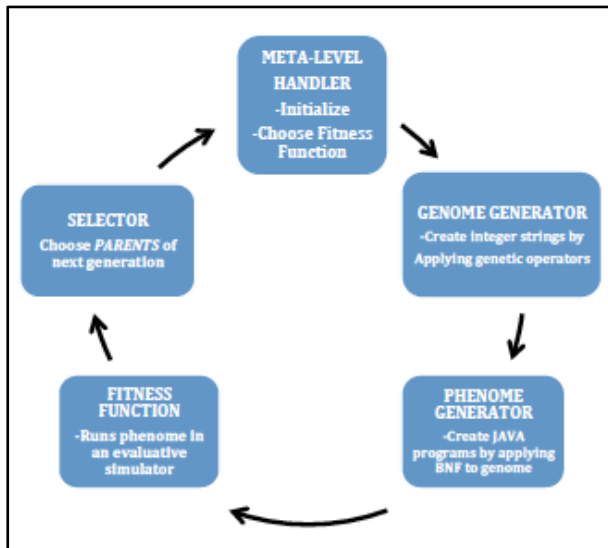 META-LEVEL
HANDLER
-Initialize
-Choose Fitness
Function
GENOME GENERATOR
-Create integer strings by
Applying genetic operators
PHENOME
GENERATOR
-Create JAVA
programs by applying
BNF to genome
FITNESS
FUNCTION
-Runs phenome in
an evaluative
simulator
SELECTOR
Choose PARENTS of
next generation